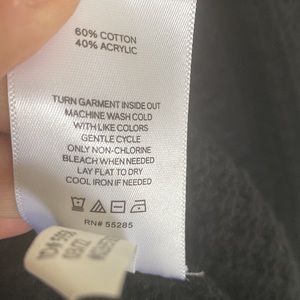 60% COTTON
40% ACRYLIC
TURN GARMENT INSIDE OUT
MACHINE WASH COLD
WITH LIKE COLORS
GENTLE CYCLE
ONLY NON-CHLORINE
BLEACH WHEN NEEDED
LAY FLAT TO DRY
COOL IRON IF NEEDED
RN# 55285